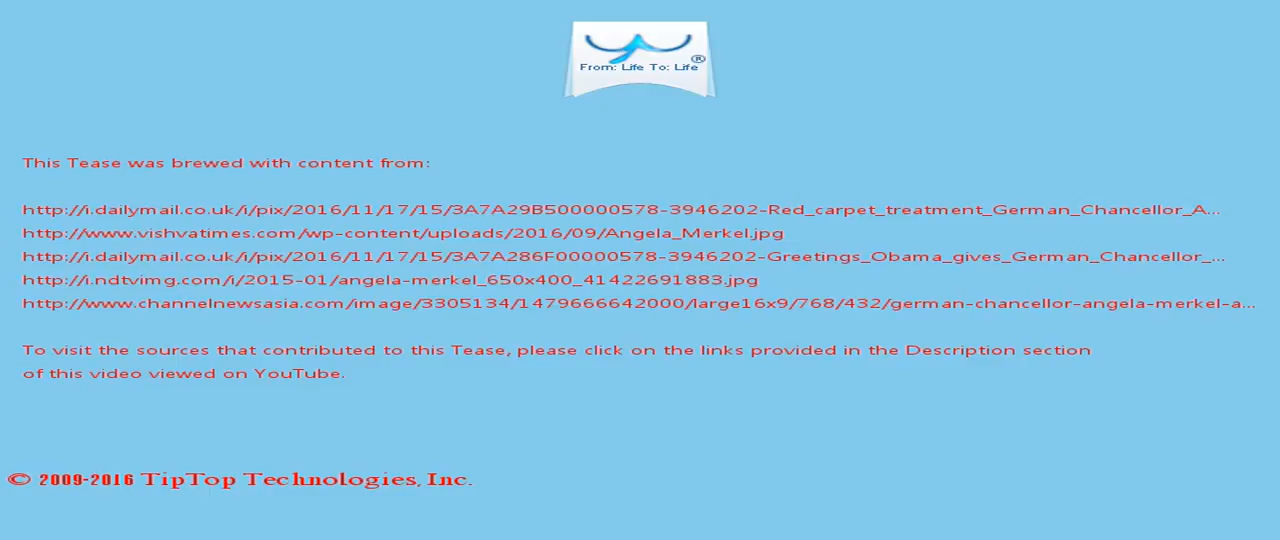 From: Life To: Life®
This Tease was brewed with content from:
http://i.dailymail.co.uk/i/pix/2016/11/17/15/3A7A29B500000578-3946202-Red_carpet_treatment_German_Chancellor_A...
http://www.vishvatimes.com/wp-content/uploads/2016/09/Angela_Merkel.jpg
http://i.dailymail.co.uk/i/pix/2016/11/17/15/3A7A286F00000578-3946202-Greetings_Obama_gives_German_Chancellor_...
http://i.ndtvimg.com/i/2015-01/angela-merkel_650x400_41422691883.jpg
http://www.channelnewsasia.com/image/3305134/1479666642000/large16x9/768/432/german-chancellor-angela-merkel-a...
To visit the sources that contributed to this Tease, please click on the links provided in the Description section
of this video viewed on YouTube.
© 2009-2016 TipTop Technologies, Inc.